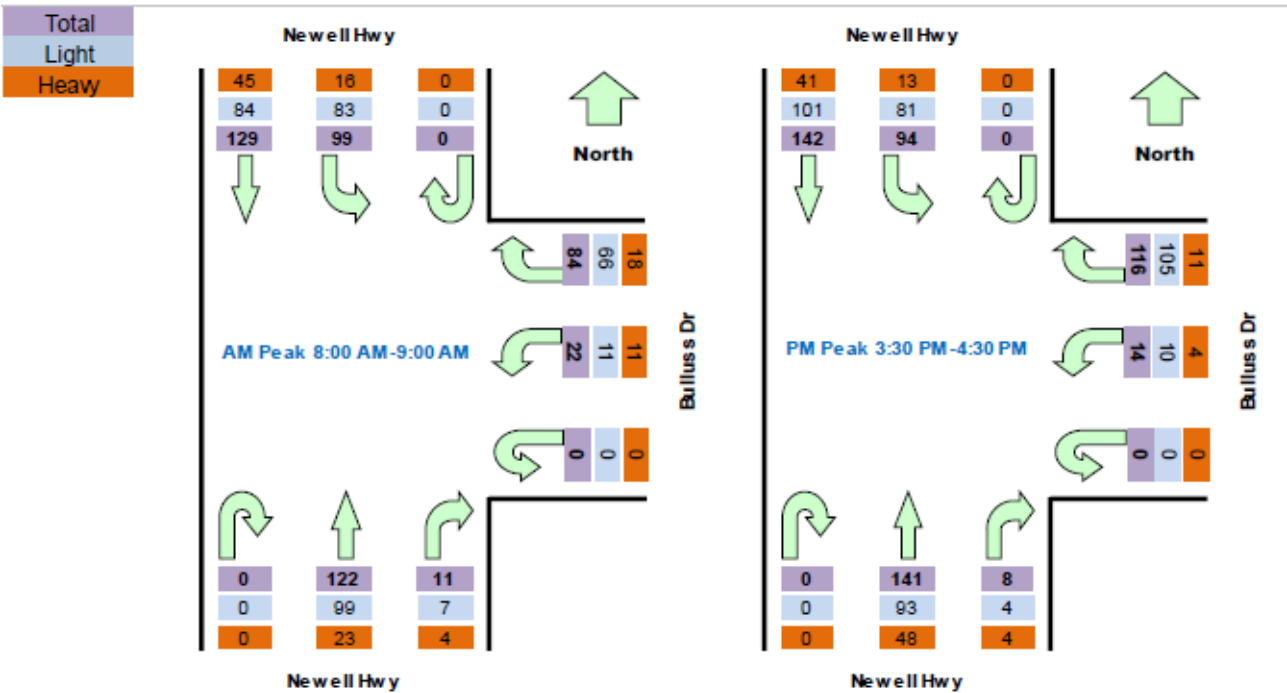 Total
Light
Heavy
Newell Hwy
45 16 0
84 83 0
129 99 0
North
84 66 18
AM Peak 8:00 AM-9:00 AM
22 11 11
Bulluss Dr
0 0 0
0 122 11
0 99 7
0 23 4
Newell Hwy
Newell Hwy
41 13 0
101 81 0
142 94 0
North
116 105 11
PM Peak 3:30 PM-4:30 PM
14 10 4
Bulluss Dr
0 0 0
0 141 8
0 93 4
0 48 4
Newell Hwy